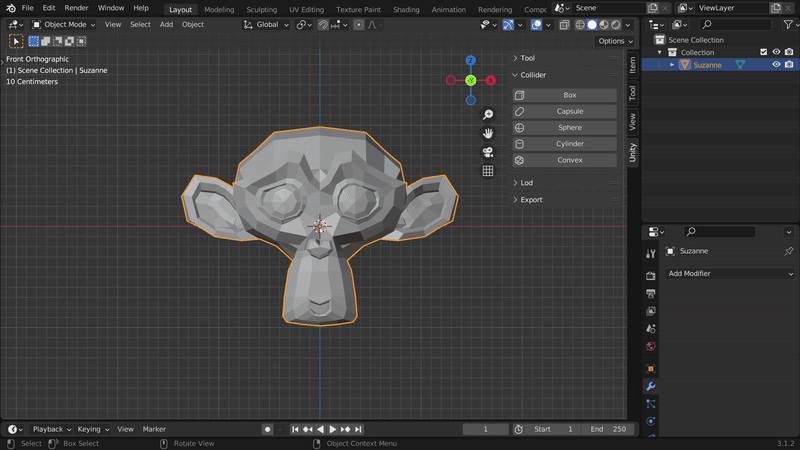 File Edit Render Window Help Layout Modeling Sculpting UV Editing Texture Paint Shading Animation Rendering Compo Scene ViewLayer
Object Mode View Select Add Object Global
Options
Front Orthographic
(1) Scene Collection | Suzanne
10 Centimeters
Z
Y
X
Tool
Collider
Box
Capsule
Sphere
Cylinder
Convex
Lod
Export
Item
Tool
View
Unity
Scene Collection
Collection
Suzanne
Suzanne
Add Modifier
Playback Keying View Marker 1 Start 1 End 250
Select Box Select Rotate View Object Context Menu 3.1.2